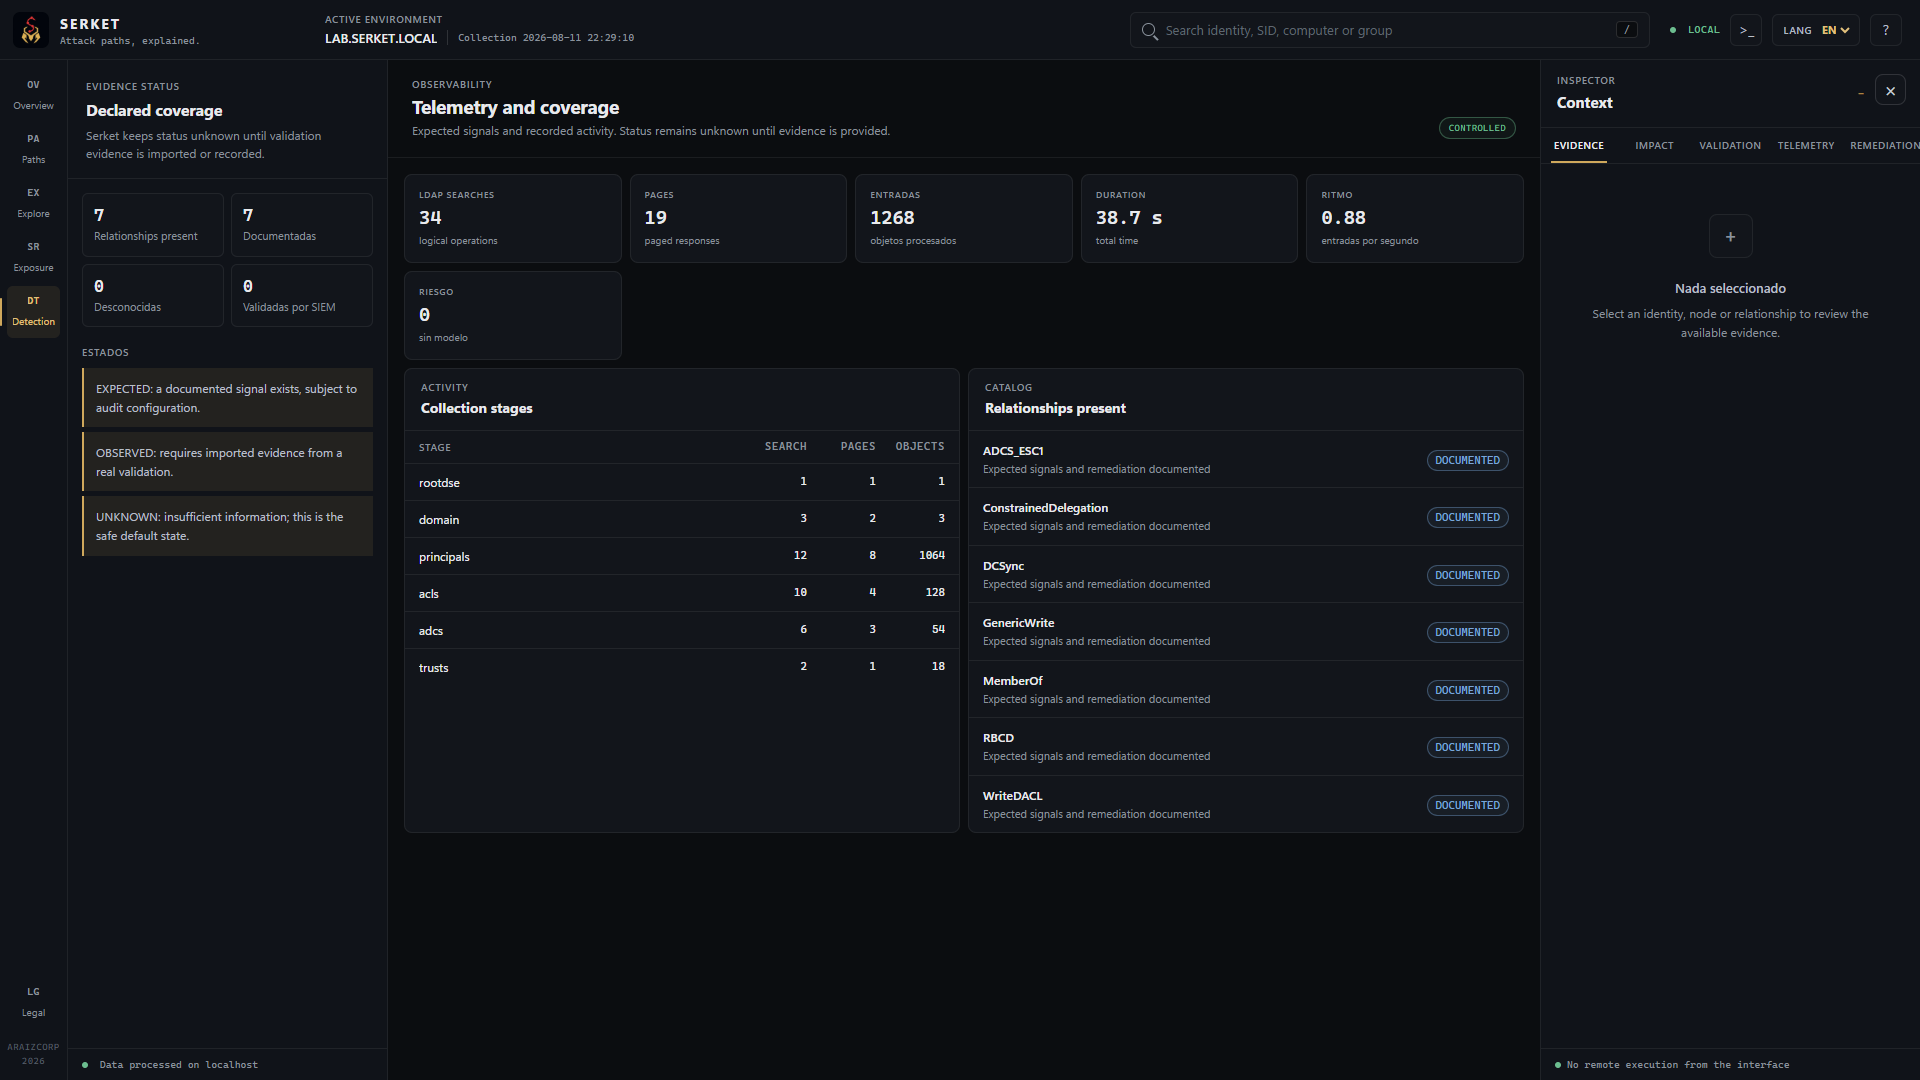 SERKET
Attack paths, explained.
ACTIVE ENVIRONMENT
LAB.SERKET.LOCAL
Collection 2026-08-11 22:29:10
Search identity, SID, computer or group
/
LOCAL
>_
LANG EN
?
OV
Overview
PA
Paths
EX
Explore
SR
Exposure
DT
Detection
LG
Legal
ARAIZCORP
2026
EVIDENCE STATUS
Declared coverage
Serket keeps status unknown until validation
evidence is imported or recorded.
7
Relationships present
7
Documentadas
0
Desconocidas
0
Validadas por SIEM
ESTADOS
EXPECTED: a documented signal exists, subject to
audit configuration.
OBSERVED: requires imported evidence from a
real validation.
UNKNOWN: insufficient information; this is the
safe default state.
Data processed on localhost
OBSERVABILITY
Telemetry and coverage
Expected signals and recorded activity. Status remains unknown until evidence is provided.
CONTROLLED
LDAP SEARCHES
34
logical operations
PAGES
19
paged responses
ENTRADAS
1268
objetos procesados
DURATION
38.7 s
total time
RITMO
0.88
entradas por segundo
RIESGO
0
sin modelo
ACTIVITY
Collection stages
STAGE SEARCH PAGES OBJECTS
rootdse 1 1 1
domain 3 2 3
principals 12 8 1064
acls 10 4 128
adcs 6 3 54
trusts 2 1 18
CATALOG
Relationships present
ADCS_ESC1
Expected signals and remediation documented
DOCUMENTED
ConstrainedDelegation
Expected signals and remediation documented
DOCUMENTED
DCSync
Expected signals and remediation documented
DOCUMENTED
GenericWrite
Expected signals and remediation documented
DOCUMENTED
MemberOf
Expected signals and remediation documented
DOCUMENTED
RBCD
Expected signals and remediation documented
DOCUMENTED
WriteDACL
Expected signals and remediation documented
DOCUMENTED
INSPECTOR
Context
EVIDENCE IMPACT VALIDATION TELEMETRY REMEDIATION
+
Nada seleccionado
Select an identity, node or relationship to review the
available evidence.
No remote execution from the interface